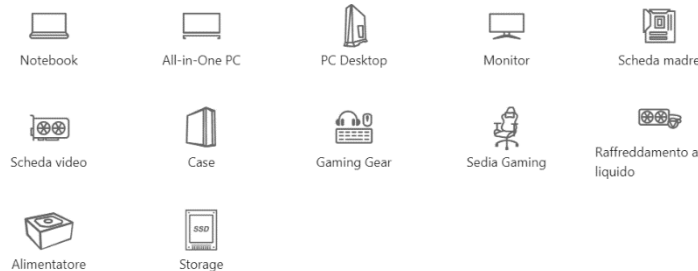 Notebook
All-in-One PC
PC Desktop
Monitor
Scheda madre
Scheda video
Case
Gaming Gear
Sedia Gaming
Raffreddamento a
liquido
Alimentatore
SSD
Storage